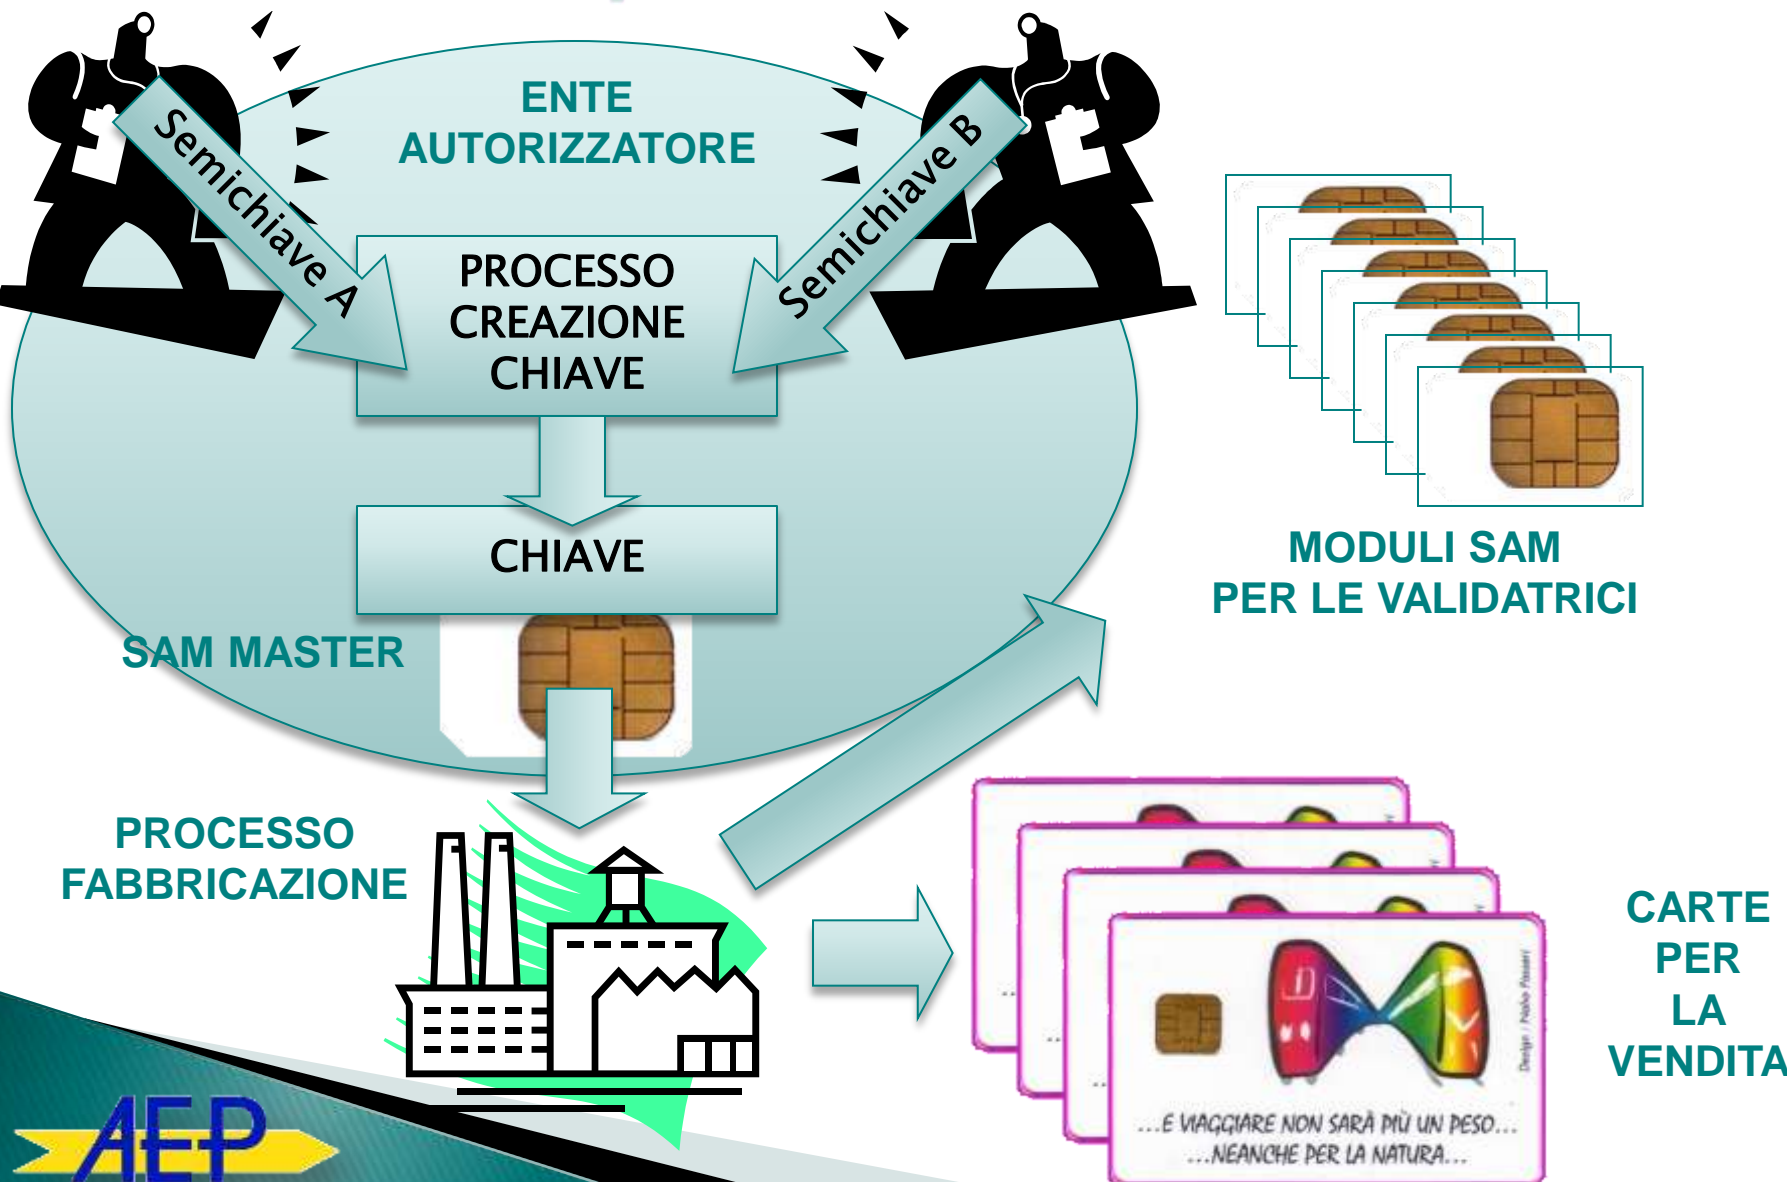 ENTE
AUTORIZZATORE
Semichiave A
Semichiave B
PROCESSO
CREAZIONE
CHIAVE
CHIAVE
SAM MASTER
MODULI SAM
PER LE VALIDATRICI
PROCESSO
FABBRICAZIONE
CARTE
PER
LA
VENDITA
...E VIAGGIARE NON SARÀ PIÙ UN PESO...
...NEANCHE PER LA NATURA...
AEP